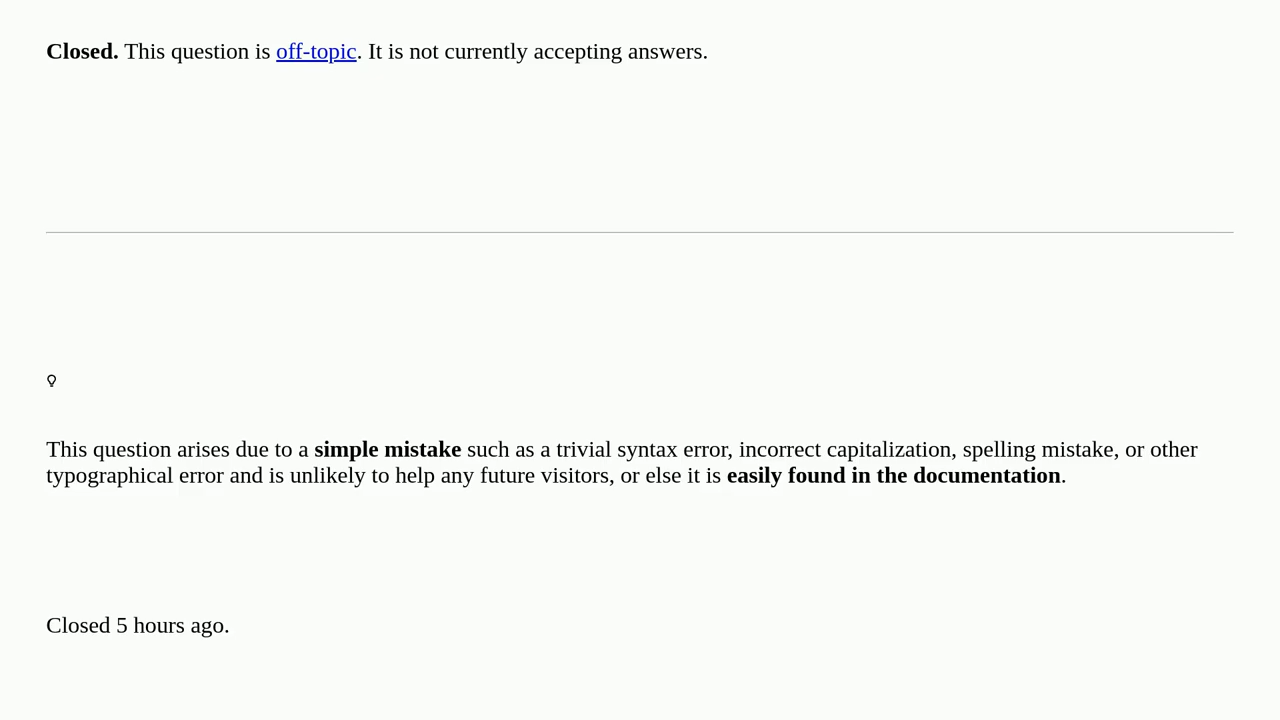 Closed. This question is off-topic. It is not currently accepting answers.
This question arises due to a simple mistake such as a trivial syntax error, incorrect capitalization, spelling mistake, or other
typographical error and is unlikely to help any future visitors, or else it is easily found in the documentation.
Closed 5 hours ago.